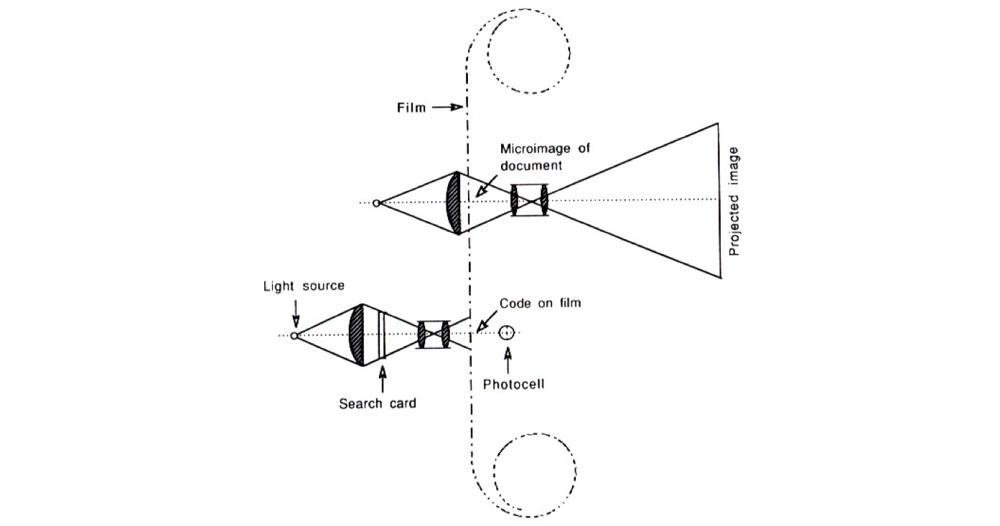 Film
Microimage of
document
Projected image
Light source
Code on film
Photocell
Search card